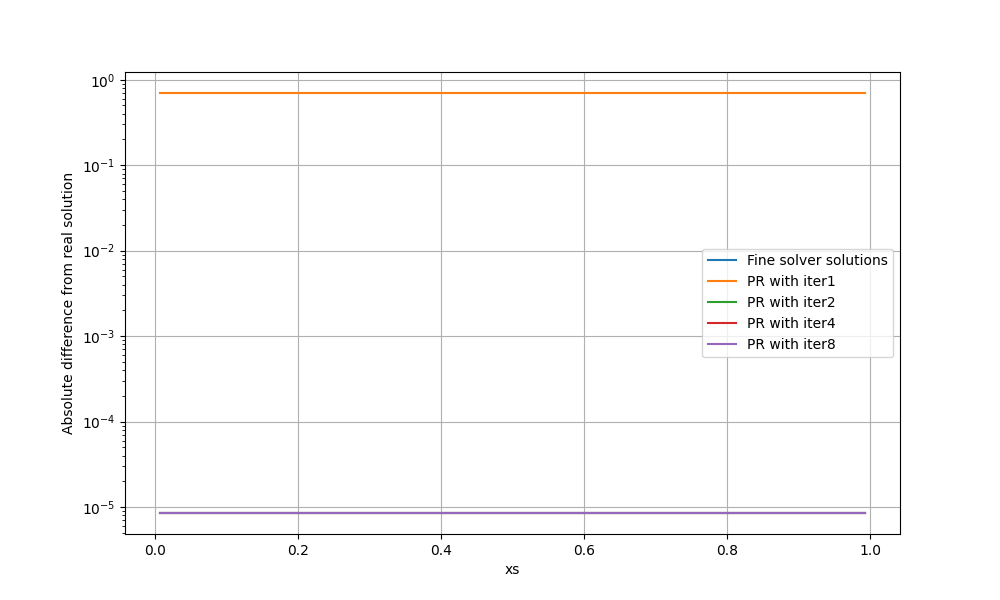 10⁰
10⁻¹
10⁻²
10⁻³
10⁻⁴
10⁻⁵
Absolute difference from real solution
Fine solver solutions
PR with iter1
PR with iter2
PR with iter4
PR with iter8
0.0 0.2 0.4 0.6 0.8 1.0
xs